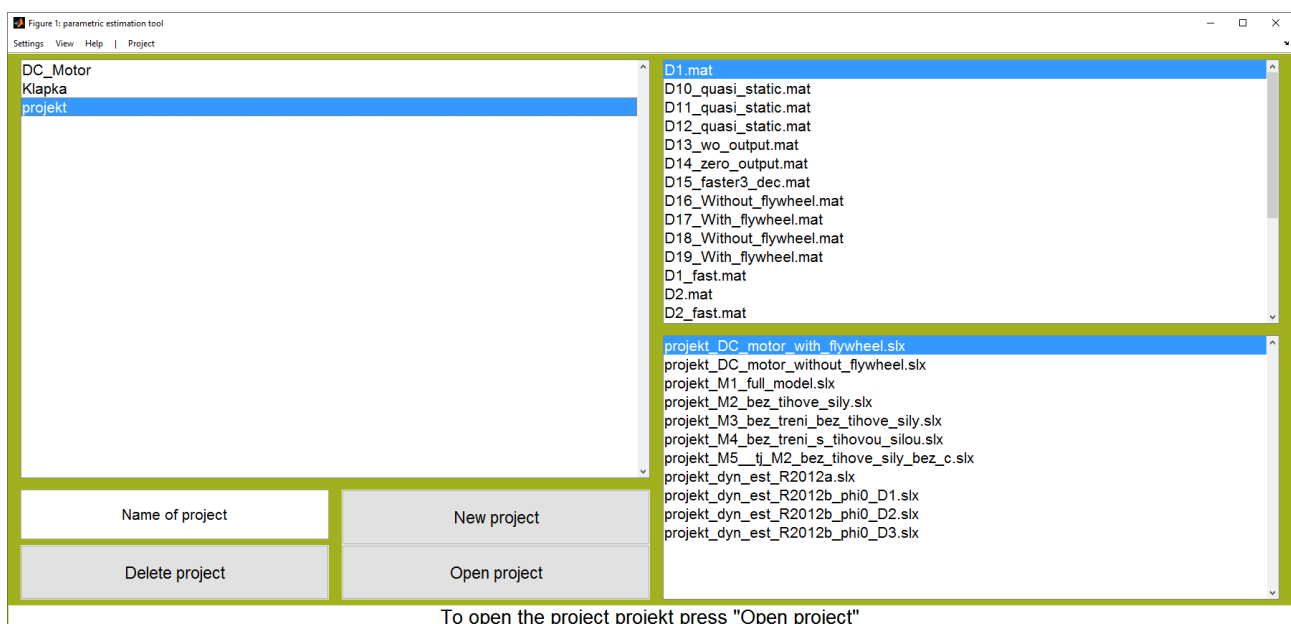 Figure 1: parametric estimation tool
Settings View Help | Project
DC_Motor
Klapka
projekt
D1.mat
D10_quasi_static.mat
D11_quasi_static.mat
D12_quasi_static.mat
D13_wo_output.mat
D14_zero_output.mat
D15_faster3_dec.mat
D16_Without_flywheel.mat
D17_With_flywheel.mat
D18_Without_flywheel.mat
D19_With_flywheel.mat
D1_fast.mat
D2.mat
D2_fast.mat
projekt_DC_motor_with_flywheel.slx
projekt_DC_motor_without_flywheel.slx
projekt_M1_full_model.slx
projekt_M2_bez_tihove_sily.slx
projekt_M3_bez_treni_bez_tihove_sily.slx
projekt_M4_bez_treni_s_tihovou_silou.slx
projekt_M5__tj_M2_bez_tihove_sily_bez_c.slx
projekt_dyn_est_R2012a.slx
projekt_dyn_est_R2012b_phi0_D1.slx
projekt_dyn_est_R2012b_phi0_D2.slx
projekt_dyn_est_R2012b_phi0_D3.slx
Name of project
New project
Delete project
Open project
To open the project projekt press "Open project"